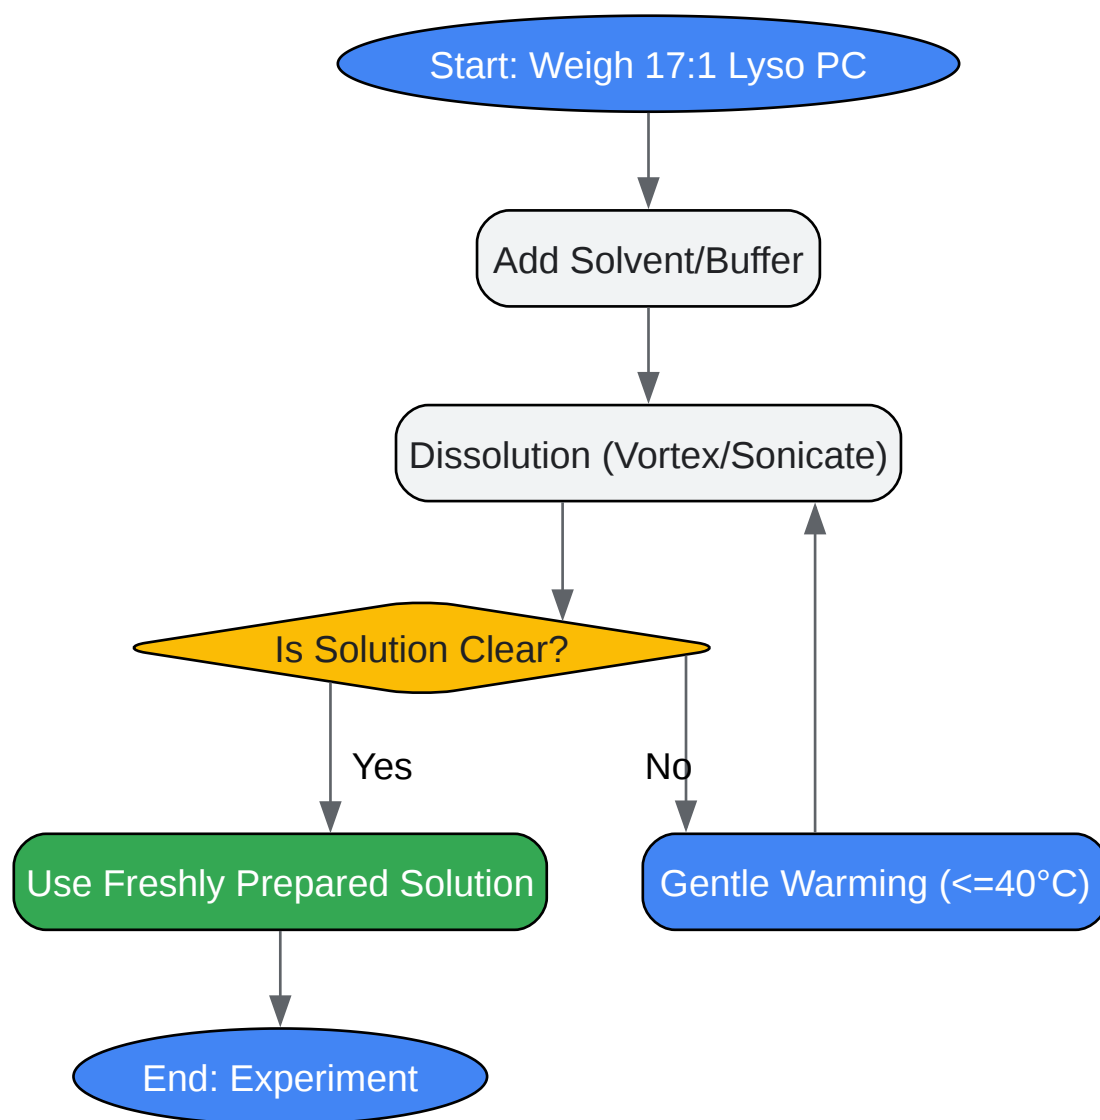 Start: Weigh 17:1 Lyso PC
Add Solvent/Buffer
Dissolution (Vortex/Sonicate)
Is Solution Clear?
Yes
No
Use Freshly Prepared Solution
Gentle Warming (<=40°C)
End: Experiment